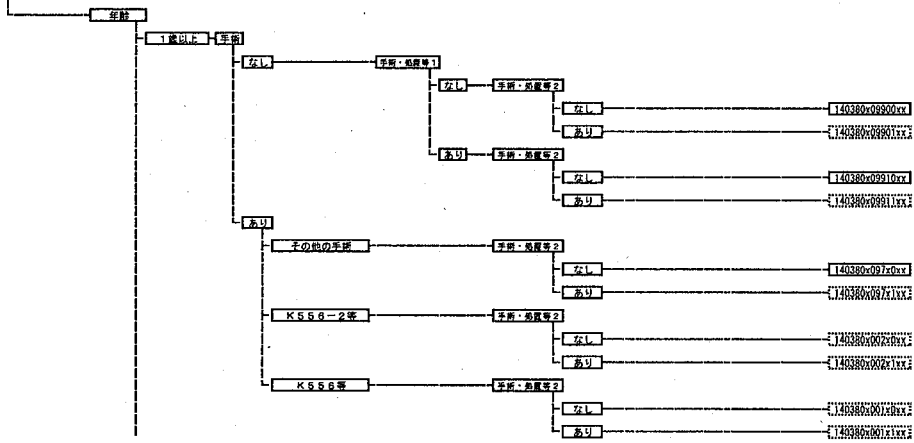 年齢
1歳以上 手術
なし 手術・処置等1
なし 手術・処置等2
なし 140380x09900xx
あり 140380x09901xx
あり 手術・処置等2
なし 140380x09910xx
あり 140380x09911xx
あり
その他の手術 手術・処置等2
なし 140380x097x0xx
あり 140380x097x1xx
K556-2等 手術・処置等2
なし 140380x002x0xx
あり 140380x002x1xx
K556等 手術・処置等2
なし 140380x001x0xx
あり 140380x001x1xx